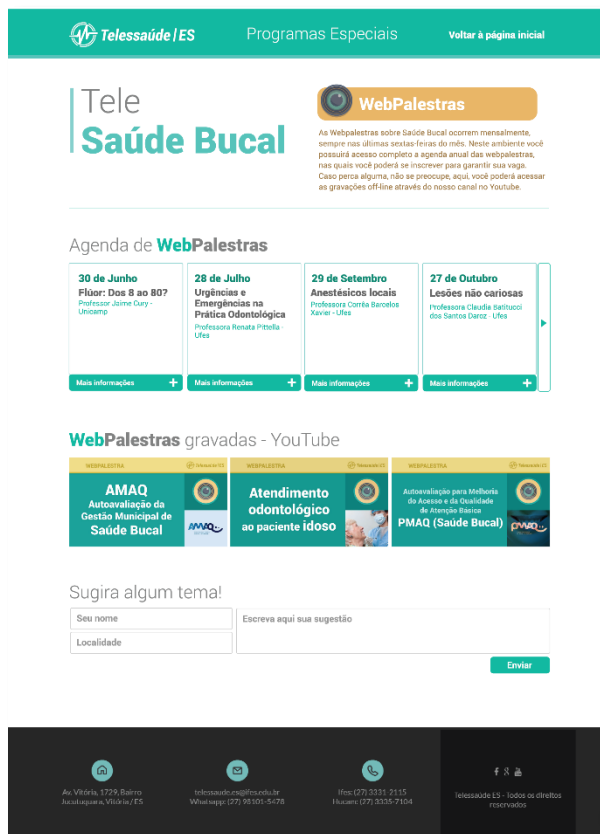 Telessaúde|ES
Programas Especiais
Voltar à página inicial
Tele
Saúde Bucal
WebPalestras
As Webpalestras sobre Saúde Bucal ocorrem mensalmente,
sempre nas últimas sextas-feiras do mês. Neste ambiente você
possuirá acesso completo a agenda anual das webpalestras,
nas quais você poderá se inscrever para garantir sua vaga.
Caso perca alguma, não se preocupe, aqui, você poderá acessar
as gravações off-line através do nosso canal no Youtube.
Agenda de WebPalestras
30 de Junho
Flúor: Dos 8 ao 80?
Professor Jaime Cury -
Unicamp
Mais informações
28 de Julho
Urgências e
Emergências na
Prática Odontológica
Professora Renata Pittella -
Ufes
Mais informações
29 de Setembro
Anestésicos locais
Professora Corrêa Barcelos
Xavier - Ufes
Mais informações
27 de Outubro
Lesões não cariosas
Professora Claudia Batitucci
dos Santos Daroz - Ufes
Mais informações
WebPalestras gravadas - YouTube
WEBPALESTRA
Telessaúde|ES
AMAQ
Autoavaliação da
Gestão Municipal de
Saúde Bucal
AMAQ
WEBPALESTRA
Telessaúde|ES
Atendimento
odontológico
ao paciente idoso
WEBPALESTRA
Telessaúde|ES
Autoavaliação para Melhoria
do Acesso e da Qualidade
de Atenção Básica
PMAQ (Saúde Bucal)
pmaq
Sugira algum tema!
Seu nome
Localidade
Escreva aqui sua sugestão
Enviar
Av. Vitória, 1729, Bairro
Jucutuquara, Vitória / ES
telessaude.es@ifes.edu.br
Whatsapp: (27) 98101-5478
Ifes: (27) 3331-2115
Hucam: (27) 3335-7104
Telessaúde ES - Todos os direitos
reservados